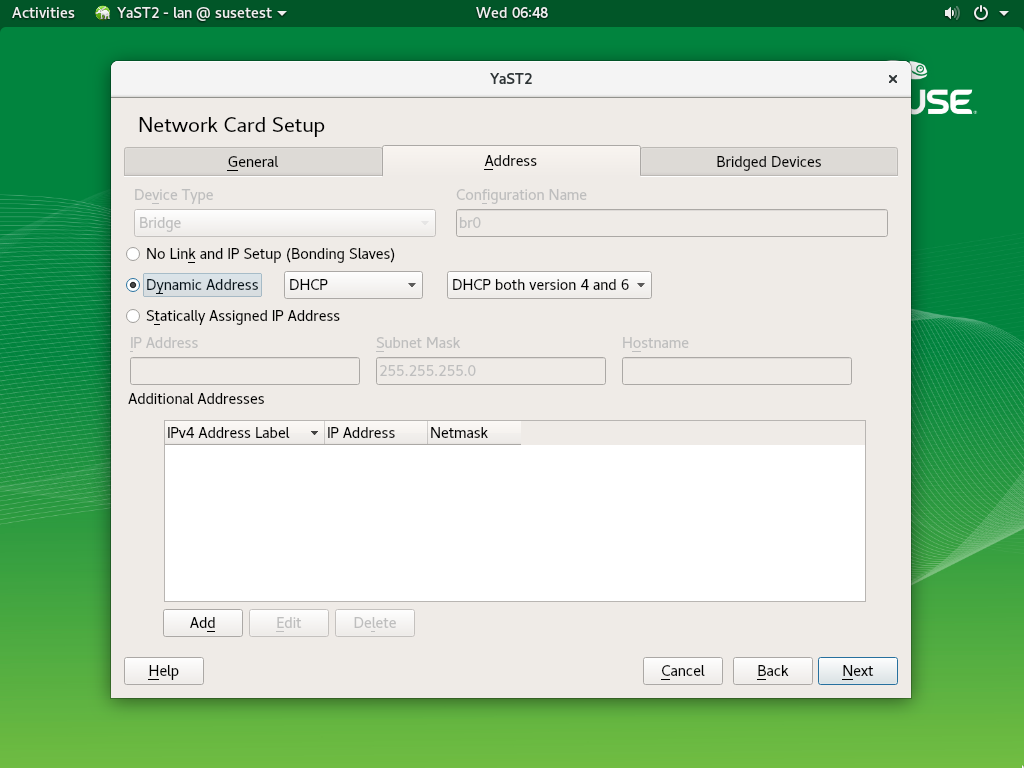 Activities YaST2 - lan @ susetest Wed 06:48
YaST2
USE
Network Card Setup
General Address Bridged Devices
Device Type Configuration Name
Bridge br0
No Link and IP Setup (Bonding Slaves)
Dynamic Address DHCP DHCP both version 4 and 6
Statically Assigned IP Address
IP Address Subnet Mask Hostname
255.255.255.0
Additional Addresses
IPv4 Address Label IP Address Netmask
Add Edit Delete
Help Cancel Back Next